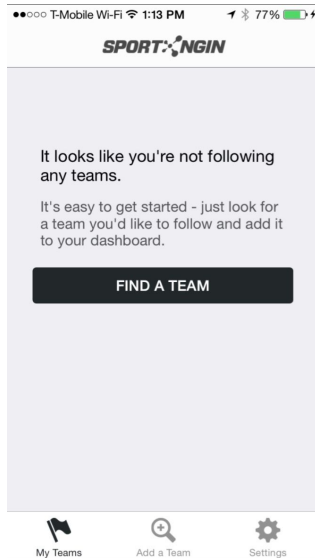 T-Mobile Wi-Fi 1:13 PM 77%
SPORT NGIN
It looks like you're not following
any teams.
It's easy to get started - just look for
a team you'd like to follow and add it
to your dashboard.
FIND A TEAM
My Teams Add a Team Settings